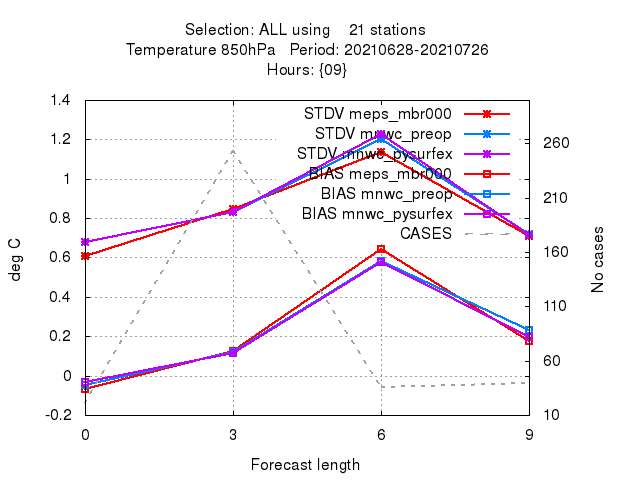 Selection: ALL using 21 stations
Temperature 850hPa Period: 20210628-20210726
Hours: {09}
STDV meps_mbr000
STDV mnwc_preop
STDV mnwc_pysurfex
BIAS meps_mbr000
BIAS mnwc_preop
BIAS mnwc_pysurfex
CASES
1.4
1.2
1
0.8
0.6
0.4
0.2
0
-0.2
deg C
260
210
160
110
60
10
No cases
0 3 6 9
Forecast length